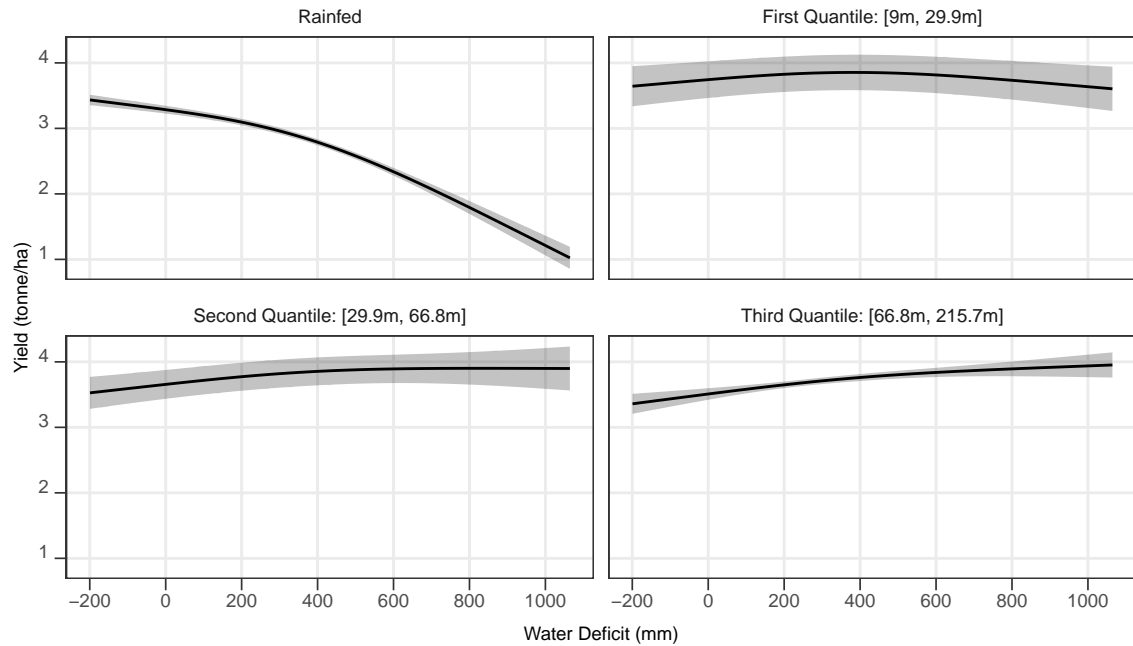 Rainfed
First Quantile: [9m, 29.9m]
4
3
2
1
Second Quantile: [29.9m, 66.8m]
Third Quantile: [66.8m, 215.7m]
4
3
2
1
−200 0 200 400 600 800 1000
−200 0 200 400 600 800 1000
Yield (tonne/ha)
Water Deficit (mm)